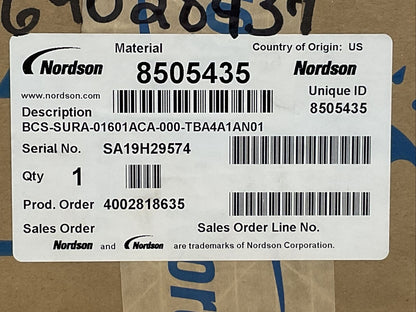 Material
Country of Origin: US
Nordson
8505435
Nordson
www.nordson.com
Unique ID
8505435
Description
BCS-SURA-01601ACA-000-TBA4A1AN01
Serial No. SA19H29574
Qty 1
Prod. Order 4002818635
Sales Order
Sales Order Line No.
Nordson and Nordson are trademarks of Nordson Corporation.